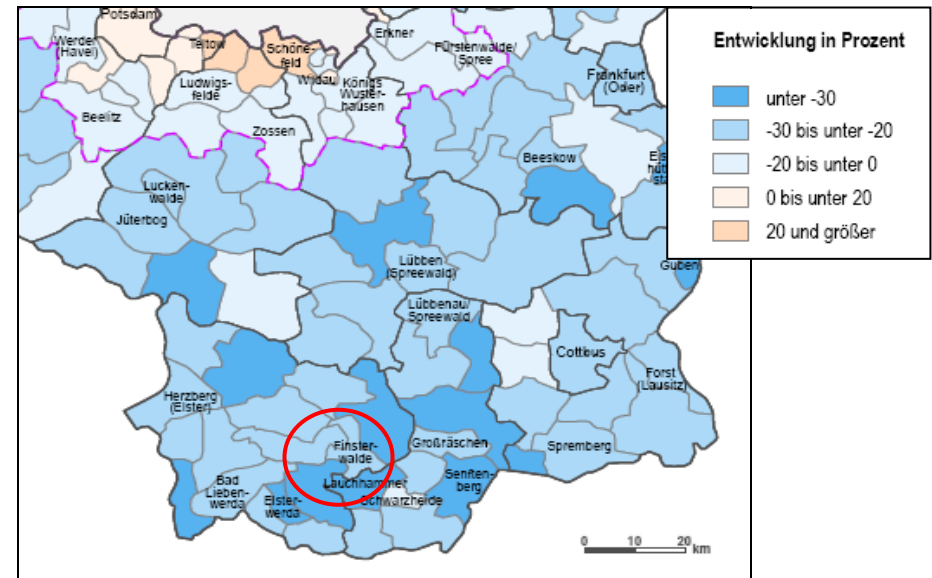 Potsdam
Erkner
Werder
(Havel)
Teltow
Schöne-
feld
Fürstenwalde/
Spree
Wildau
Königs
Wuster-
hausen
Frankfurt
(Oder)
Ludwigs-
felde
Beelitz
Zossen
Beeskow
Eis
hüt
sta
Lucken-
walde
Jüterbog
Lübben
(Spreewald)
Guben
Lübbenau/
Spreewald
Cottbus
Forst
(Lausitz)
Herzberg
(Elster)
Finster-
walde
Großräschen
Spremberg
Bad
Lieben-
werda
Lauchhammer
Senften-
berg
Elster-
werda
Schwarzheide
0 10 20 km
Entwicklung in Prozent
unter -30
-30 bis unter -20
-20 bis unter 0
0 bis unter 20
20 und größer